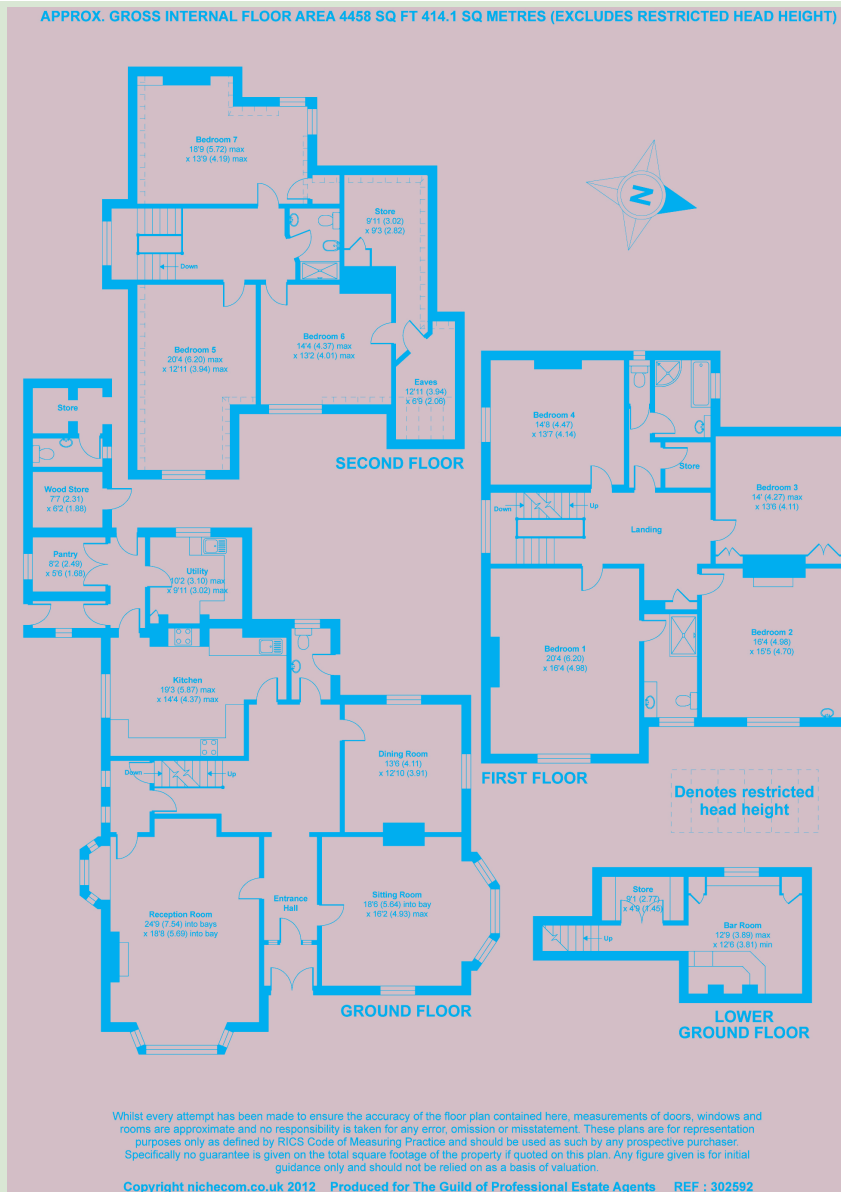 APPROX. GROSS INTERNAL FLOOR AREA 4458 SQ FT 414.1 SQ METRES (EXCLUDES RESTRICTED HEAD HEIGHT)
Bedroom 7
18'9 (5.72) max
x 13'9 (4.19) max
Store
9'11 (3.02)
x 9'3 (2.82)
N
Down
Bedroom 5
20'4 (6.20) max
x 12'11 (3.94) max
Bedroom 6
14'4 (4.37) max
x 13'2 (4.01) max
Eaves
12'11 (3.94)
x 6'9 (2.06)
SECOND FLOOR
Store
Wood Store
7'7 (2.31)
x 6'2 (1.88)
Pantry
8'2 (2.49)
x 5'6 (1.68)
Utility
10'2 (3.10) max
x 9'11 (3.02) max
Kitchen
19'3 (5.87) max
x 14'4 (4.37) max
Dining Room
13'6 (4.11)
x 12'10 (3.91)
Down
Up
Reception Room
24'9 (7.54) into bays
x 18'8 (5.69) into bay
Entrance
Hall
Sitting Room
18'6 (5.64) into bay
x 16'2 (4.93) max
GROUND FLOOR
Bedroom 4
14'8 (4.47)
x 13'7 (4.14)
Store
Bedroom 3
14' (4.27) max
x 13'6 (4.11)
Down
Up
Landing
Bedroom 1
20'4 (6.20)
x 16'4 (4.98)
Bedroom 2
16'4 (4.98)
x 15'5 (4.70)
FIRST FLOOR
Denotes restricted
head height
Store
9'1 (2.77)
x 4'9 (1.45)
Up
Bar Room
12'9 (3.89) max
x 12'6 (3.81) min
LOWER
GROUND FLOOR
Whilst every attempt has been made to ensure the accuracy of the floor plan contained here, measurements of doors, windows and
rooms are approximate and no responsibility is taken for any error, omission or misstatement. These plans are for representation
purposes only as defined by RICS Code of Measuring Practice and should be used as such by any prospective purchaser.
Specifically no guarantee is given on the total square footage of the property if quoted on this plan. Any figure given is for initial
guidance only and should not be relied on as a basis of valuation.
Copyright nichecom.co.uk 2012 Produced for The Guild of Professional Estate Agents REF : 302592